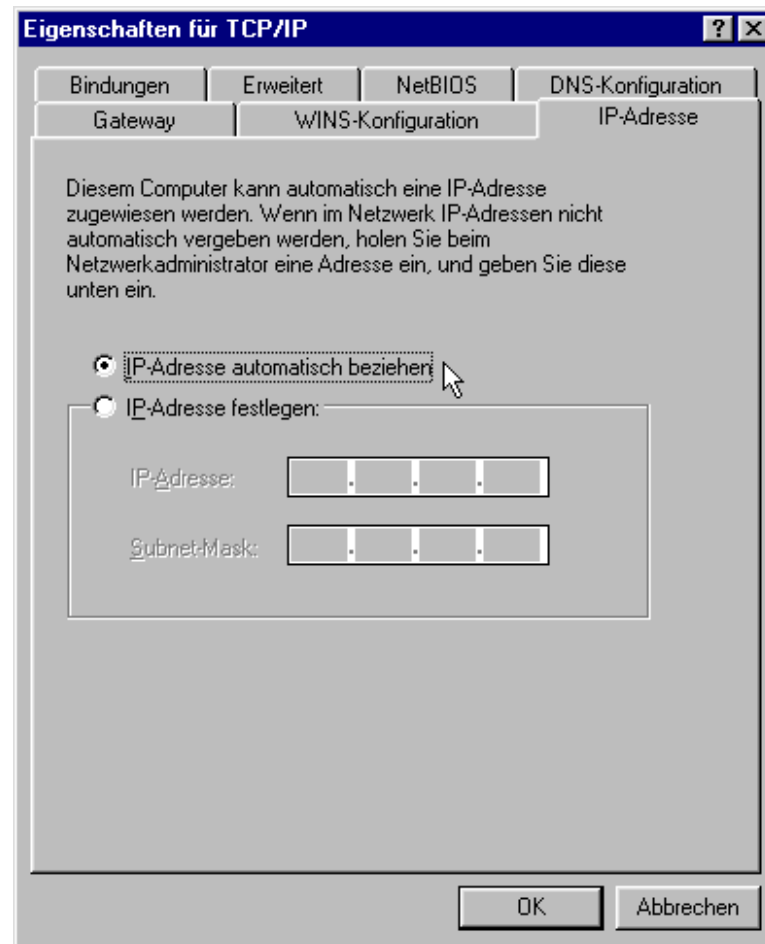 Eigenschaften für TCP/IP
Bindungen Erweitert NetBIOS DNS-Konfiguration
Gateway WINS-Konfiguration IP-Adresse
Diesem Computer kann automatisch eine IP-Adresse
zugewiesen werden. Wenn im Netzwerk IP-Adressen nicht
automatisch vergeben werden, holen Sie beim
Netzwerkadministrator eine Adresse ein, und geben Sie diese
unten ein.
IP-Adresse automatisch beziehen
IP-Adresse festlegen:
IP-Adresse:
Subnet-Mask:
OK Abbrechen